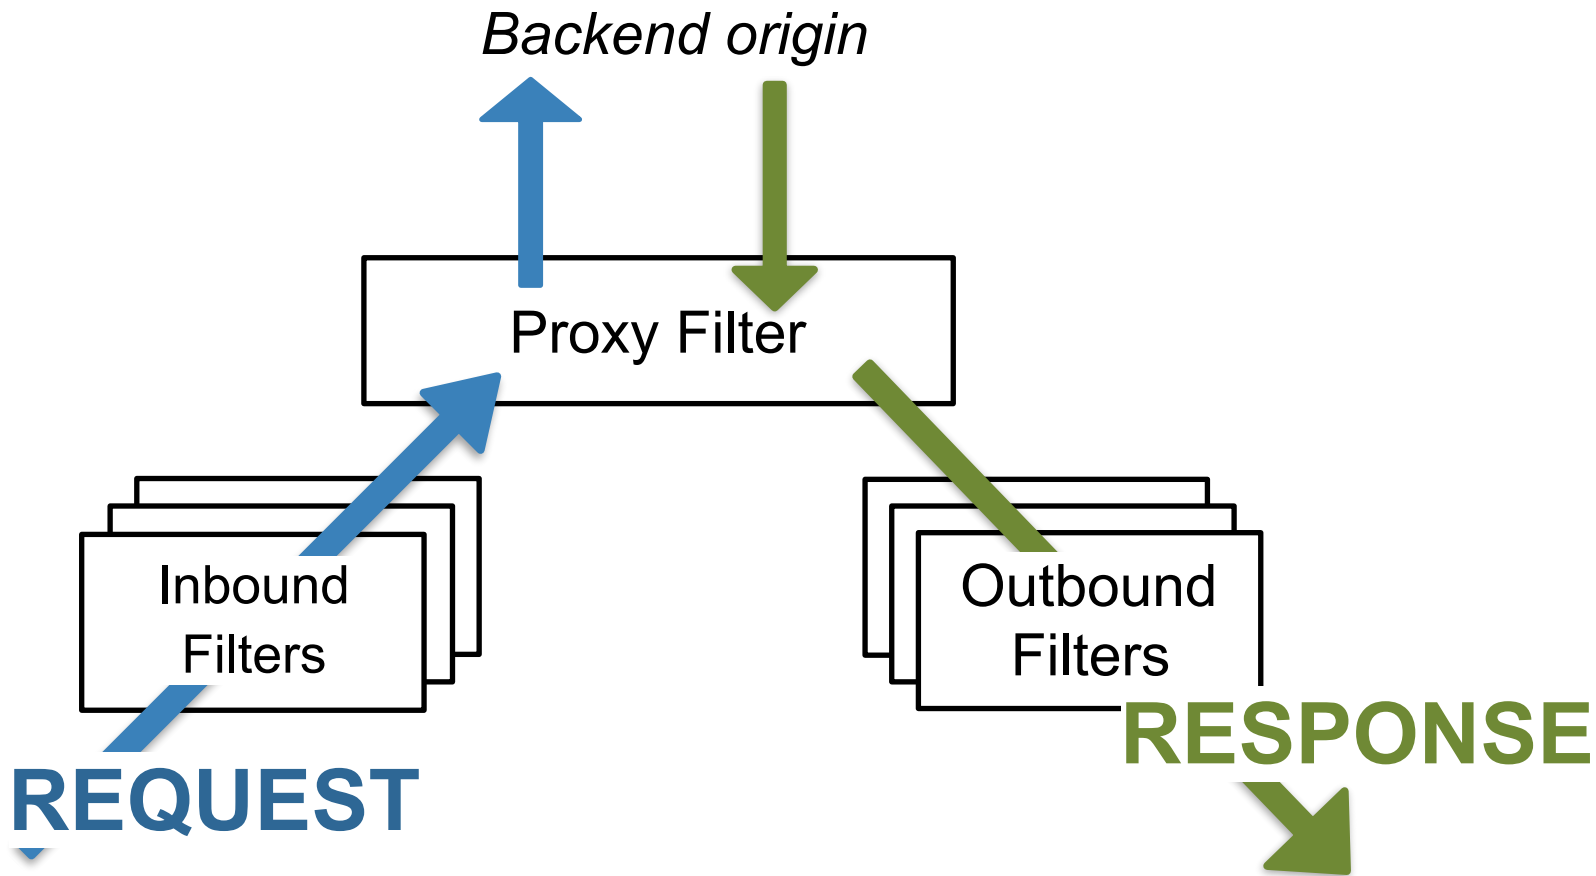 Backend origin
Proxy Filter
Inbound
Filters
Outbound
Filters
REQUEST
RESPONSE